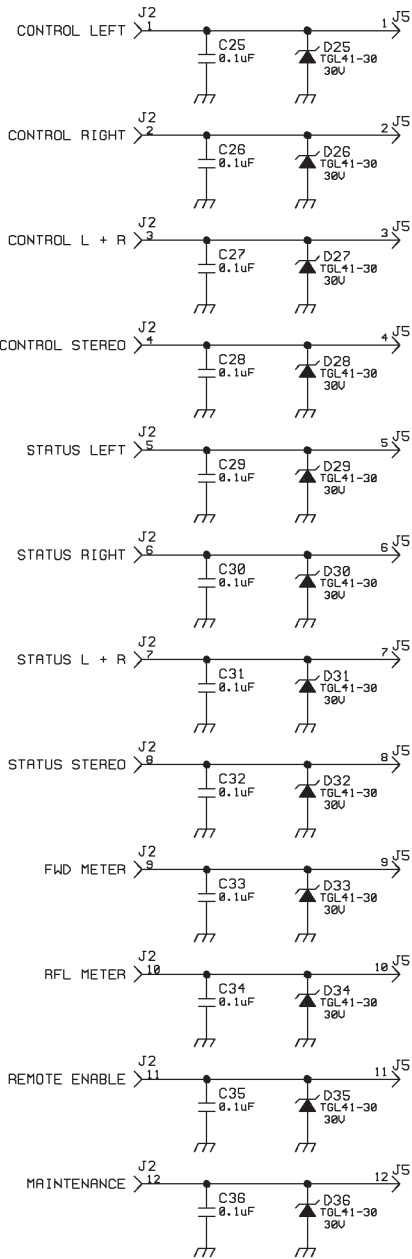 J2 J5
CONTROL LEFT 1 1
C25 D25
0.1uF TGL41-30
30V
J2 J5
CONTROL RIGHT 2 2
C26 D26
0.1uF TGL41-30
30V
J2 J5
CONTROL L + R 3 3
C27 D27
0.1uF TGL41-30
30V
J2 J5
CONTROL STEREO 4 4
C28 D28
0.1uF TGL41-30
30V
J2 J5
STATUS LEFT 5 5
C29 D29
0.1uF TGL41-30
30V
J2 J5
STATUS RIGHT 6 6
C30 D30
0.1uF TGL41-30
30V
J2 J5
STATUS L + R 7 7
C31 D31
0.1uF TGL41-30
30V
J2 J5
STATUS STEREO 8 8
C32 D32
0.1uF TGL41-30
30V
J2 J5
FWD METER 9 9
C33 D33
0.1uF TGL41-30
30V
J2 J5
RFL METER 10 10
C34 D34
0.1uF TGL41-30
30V
J2 J5
REMOTE ENABLE 11 11
C35 D35
0.1uF TGL41-30
30V
J2 J5
MAINTENANCE 12 12
C36 D36
0.1uF TGL41-30
30V